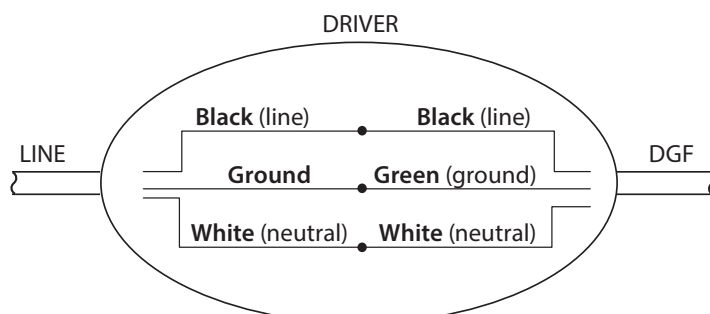 DRIVER
Black (line) Black (line)
LINE DGF
Ground Green (ground)
White (neutral) White (neutral)